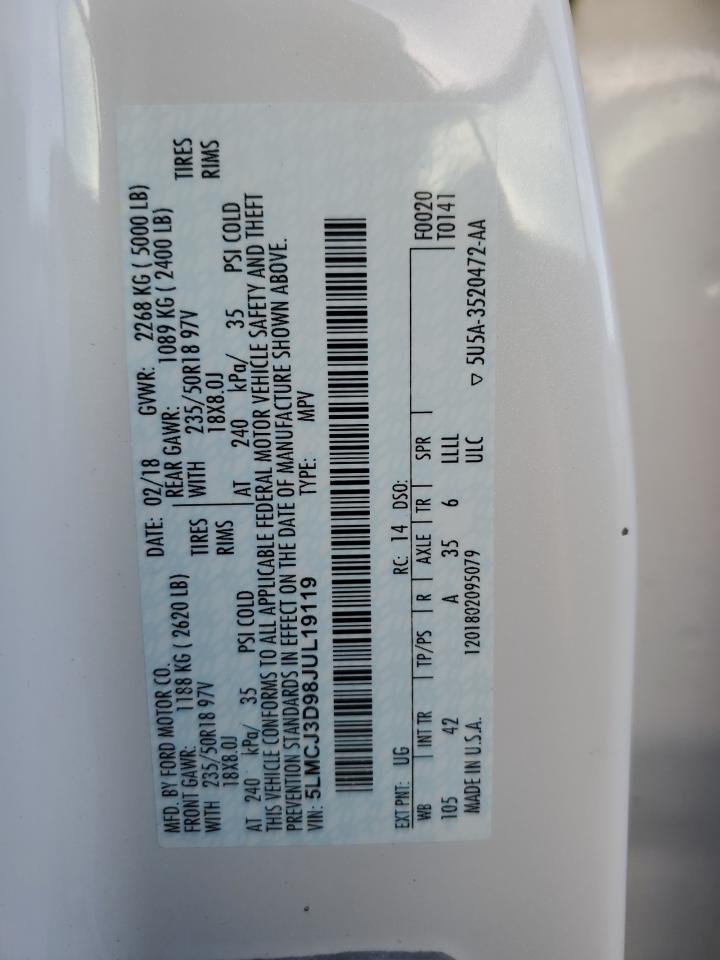 MFD. BY FORD MOTOR CO. DATE: 02/18 GVWR: 2268 KG ( 5000 LB)
FRONT GAWR: 1188 KG ( 2620 LB) REAR GAWR: 1089 KG ( 2400 LB)
WITH 235/50R18 97V TIRES WITH 235/50R18 97V TIRES
18X8.0J RIMS 18X8.0J RIMS
AT 240 kPa/ 35 PSI COLD AT 240 kPa/ 35 PSI COLD
THIS VEHICLE CONFORMS TO ALL APPLICABLE FEDERAL MOTOR VEHICLE SAFETY AND THEFT
PREVENTION STANDARDS IN EFFECT ON THE DATE OF MANUFACTURE SHOWN ABOVE.
VIN: 5LMCJ3D98JUL19119 TYPE: MPV
EXT PNT: UG RC: 14 DSO: F0020
WB INT TR TP/PS R AXLE TR SPR T0141
105 42 A 35 6 LLLL
MADE IN U.S.A. 1201802095079 ULC ▽ 5U5A-3520472-AA